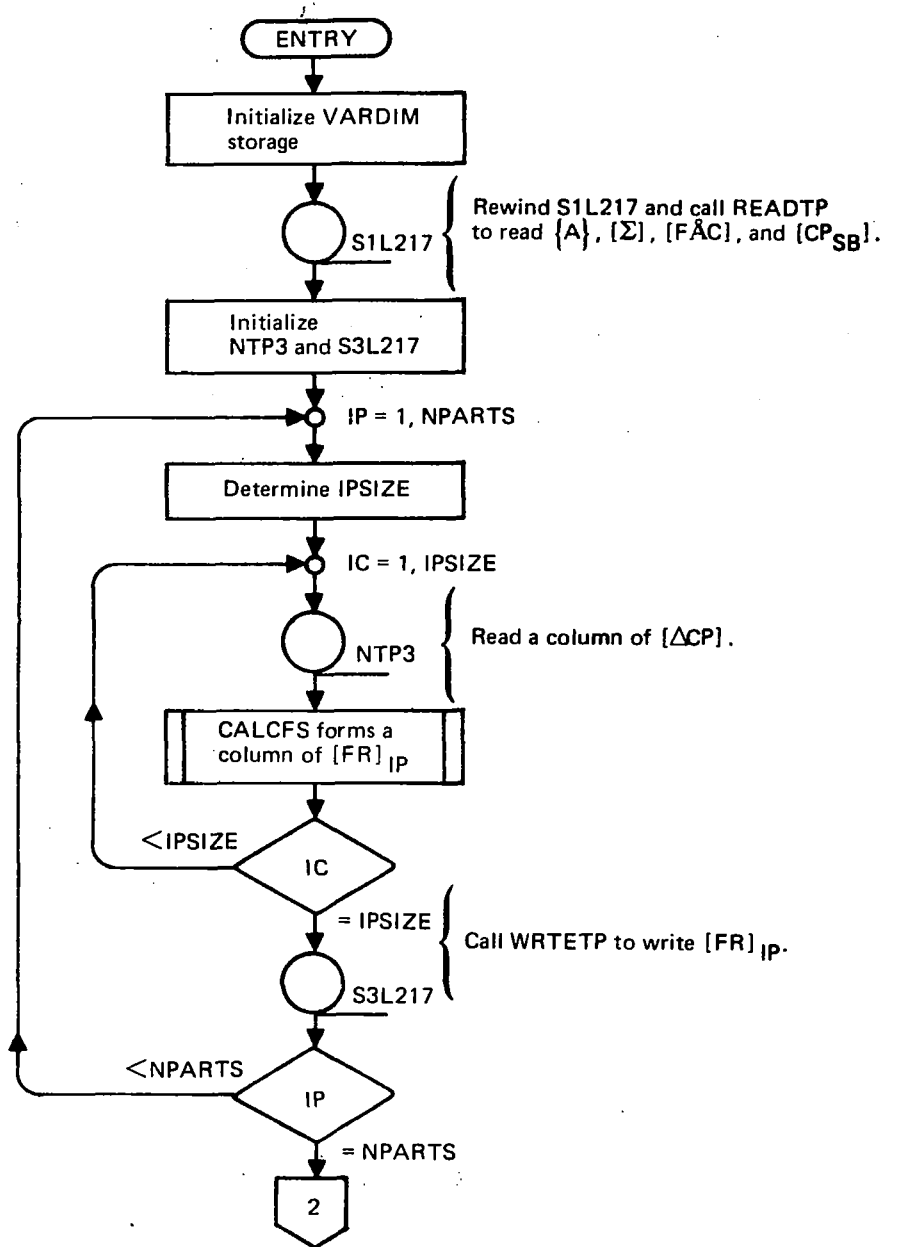 ENTRY
Initialize VARDIM
storage
S1L217
Rewind S1L217 and call READTP
to read {A}, [Σ], [FÅC], and [CP_SB].
Initialize
NTP3 and S3L217
IP = 1, NPARTS
Determine IPSIZE
IC = 1, IPSIZE
NTP3
Read a column of [ΔCP].
CALCFS forms a
column of [FR] IP
<IPSIZE
IC
= IPSIZE
Call WRTETP to write [FR] IP.
S3L217
<NPARTS
IP
= NPARTS
2